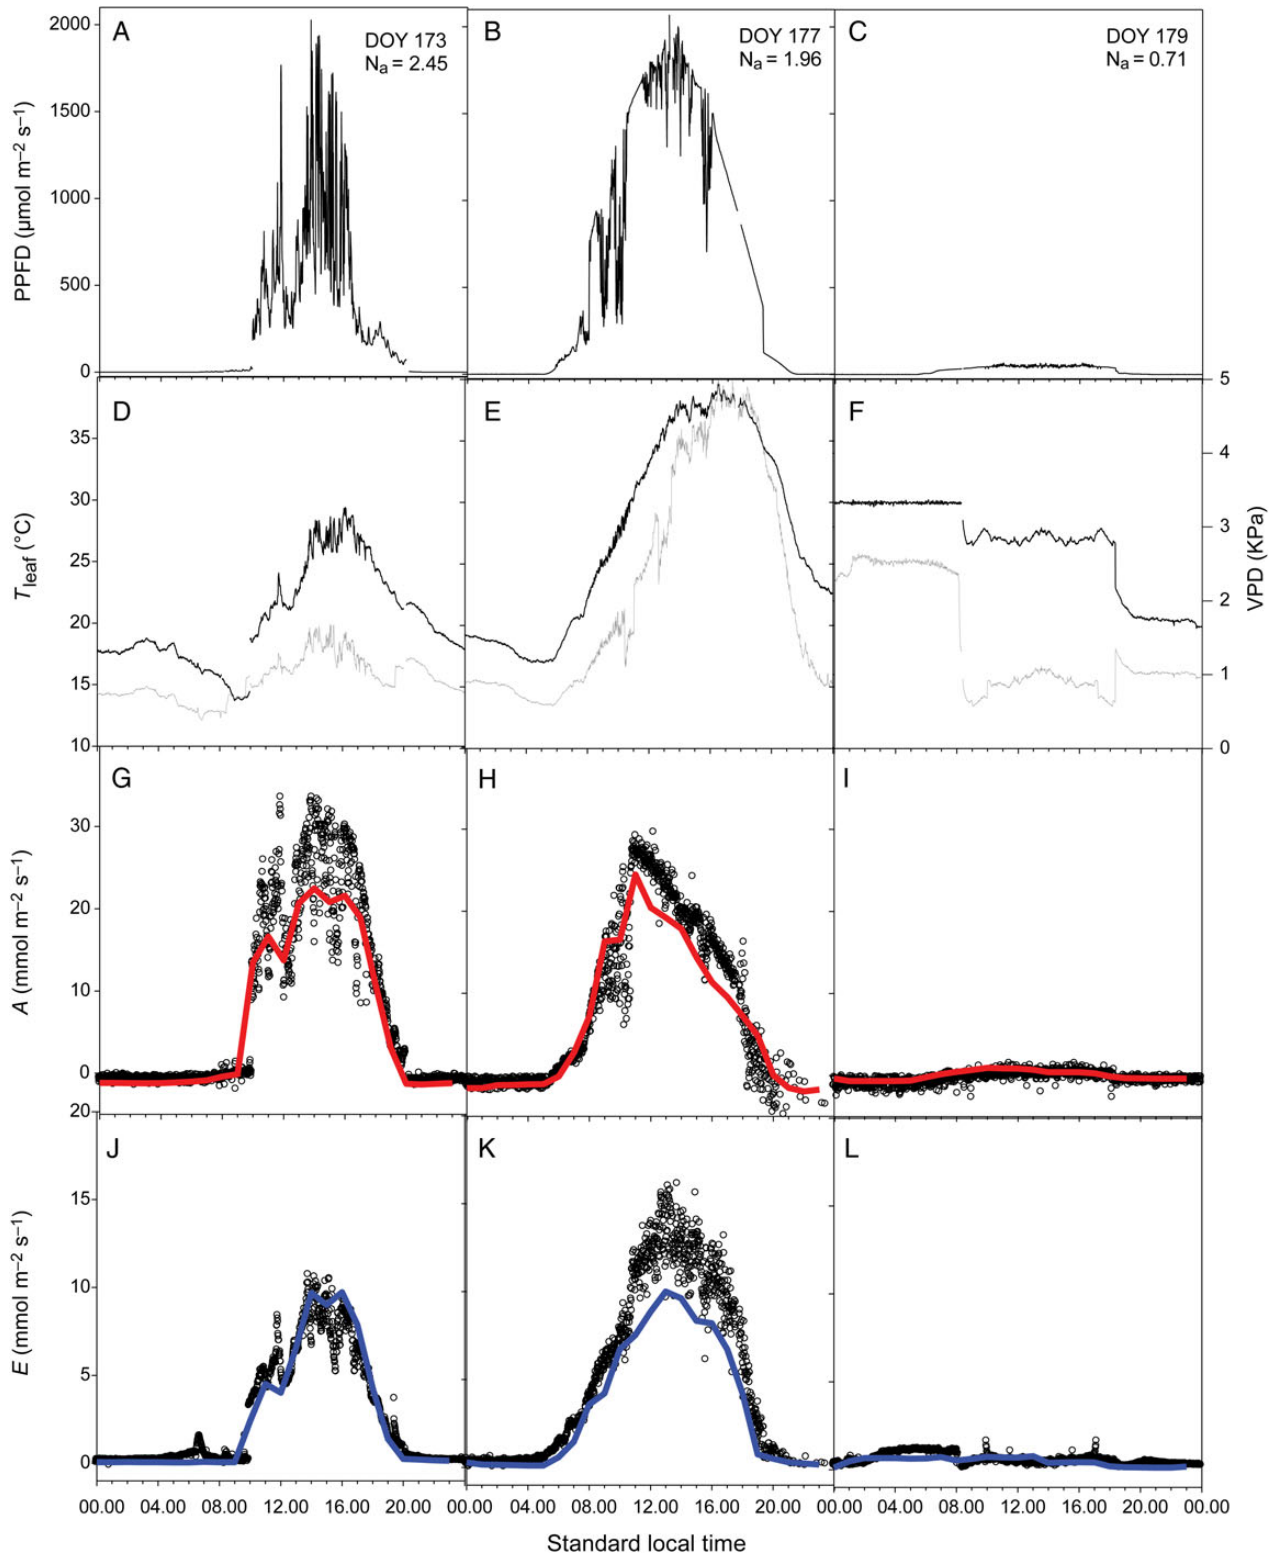 A
DOY 173
Na = 2.45
B
DOY 177
Na = 1.96
C
DOY 179
Na = 0.71
2000
1500
1000
500
0
PPFD (µmol m–2 s–1)
D
E
F
35
30
25
20
15
10
Tleaf (°C)
5
4
3
2
1
0
VPD (KPa)
G
H
I
30
20
10
0
20
A (mmol m–2 s–1)
J
K
L
15
10
5
0
E (mmol m–2 s–1)
00.00 04.00 08.00 12.00 16.00 20.00 00.00 04.00 08.00 12.00 16.00 20.00 00.00 04.00 08.00 12.00 16.00 20.00 00.00
Standard local time